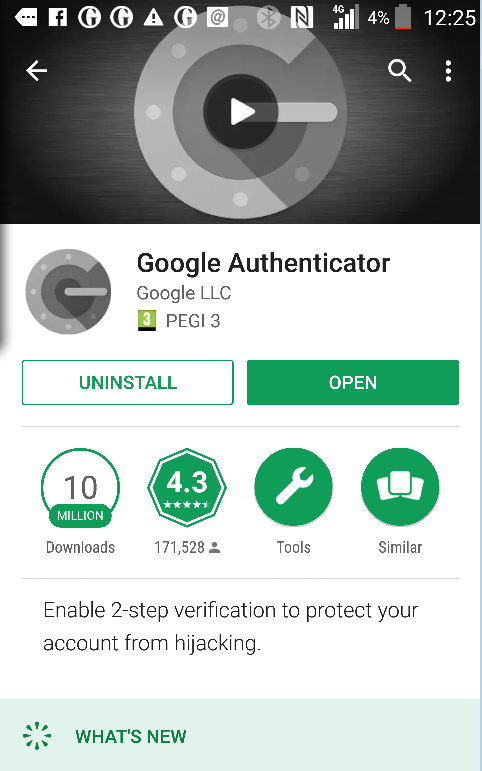 4G 4% 12:25
Google Authenticator
Google LLC
3 PEGI 3
UNINSTALL OPEN
10
MILLION
4.3
Downloads 171,528 Tools Similar
Enable 2-step verification to protect your
account from hijacking.
WHAT'S NEW